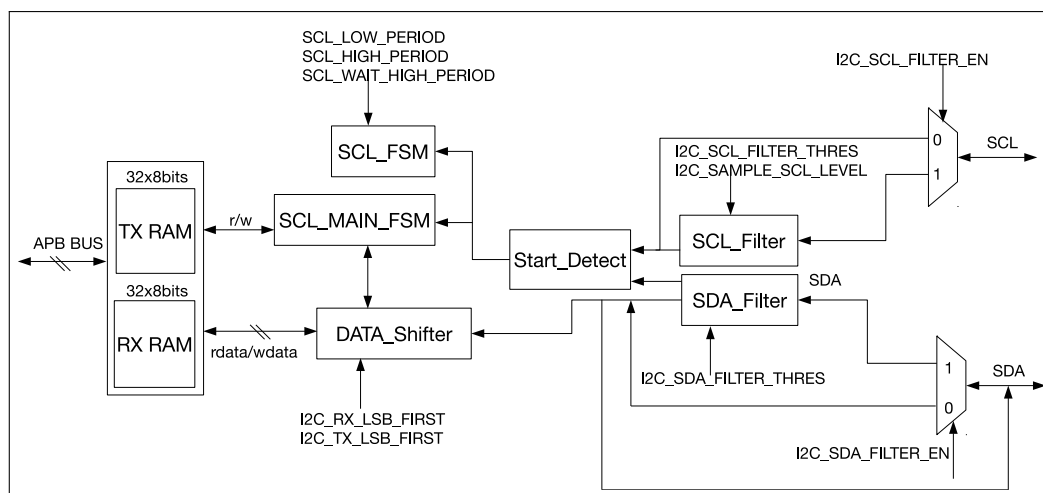 SCL_LOW_PERIOD
SCL_HIGH_PERIOD
SCL_WAIT_HIGH_PERIOD
I2C_SCL_FILTER_EN
SCL_FSM
0
SCL
1
I2C_SCL_FILTER_THRES
I2C_SAMPLE_SCL_LEVEL
32x8bits
TX RAM
r/w
SCL_MAIN_FSM
SCL_Filter
APB BUS
Start_Detect
SDA
32x8bits
RX RAM
rdata/wdata
DATA_Shifter
SDA_Filter
I2C_SDA_FILTER_THRES
1
SDA
0
I2C_RX_LSB_FIRST
I2C_TX_LSB_FIRST
I2C_SDA_FILTER_EN